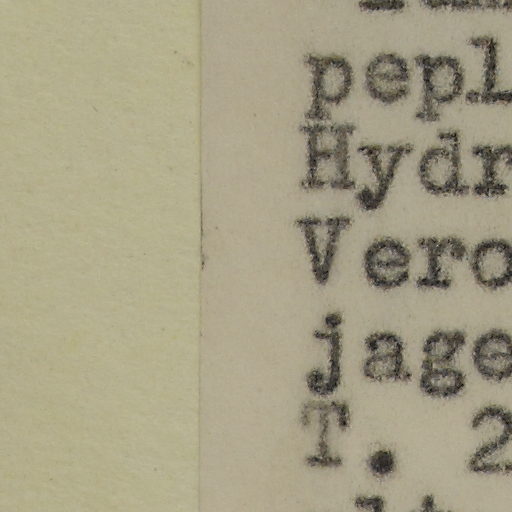 pepl
Hydr
Vero
jage
T. 2